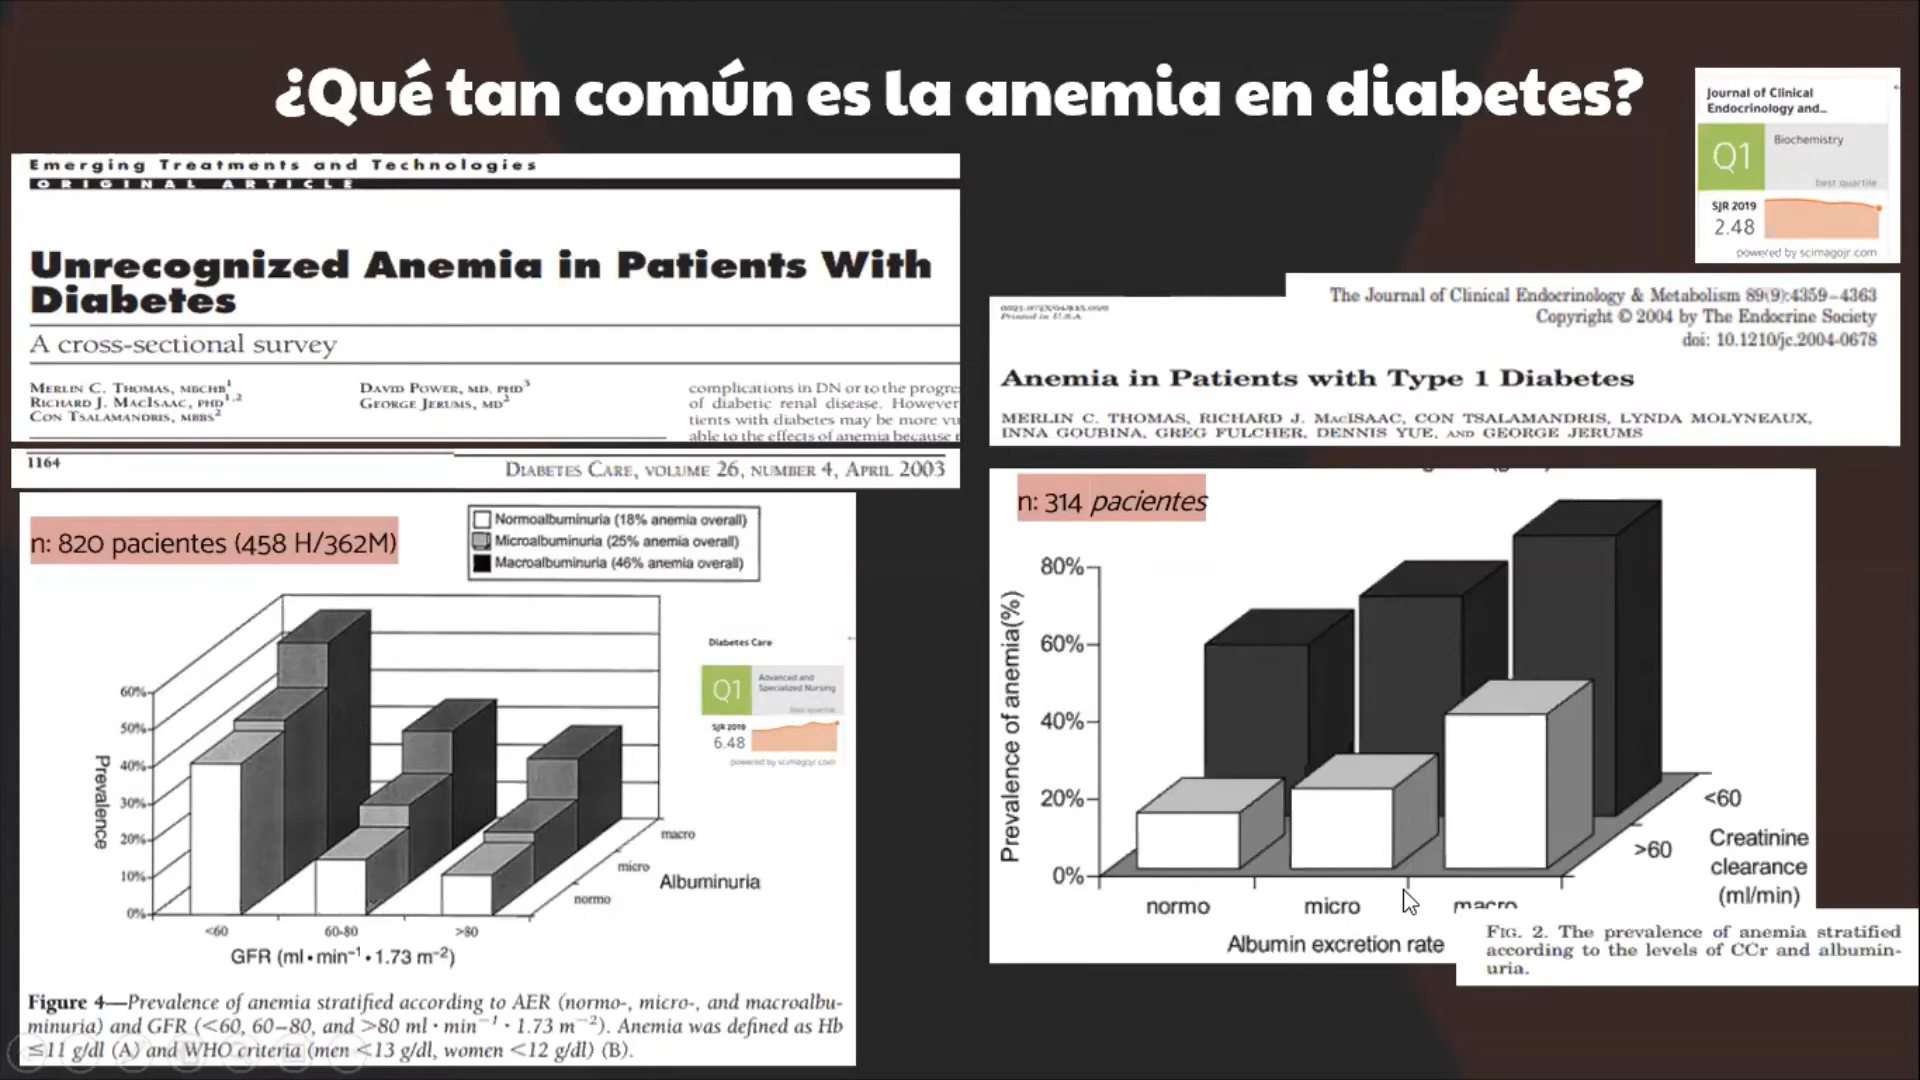 ¿Qué tan común es la anemia en diabetes?
Journal of Clinical
Endocrinology and...
Q1
Biochemistry
best quartile
SJR 2019
2.48
powered by scimagojr.com
Emerging Treatments and Technologies
ORIGINAL ARTICLE
Unrecognized Anemia in Patients With
Diabetes
A cross-sectional survey
MERLIN C. THOMAS, MBCHB1
RICHARD J. MACISAAC, PHD1,2
CON TSALAMANDRIS, MBBS2
DAVID POWER, MD, PHD3
GEORGE JERUMS, MD2
complications in DN or to the progre
of diabetic renal disease. However
tients with diabetes may be more vu
able to the effects of anemia because
1164
DIABETES CARE, VOLUME 26, NUMBER 4, APRIL 2003
Printed in U.S.A.
The Journal of Clinical Endocrinology & Metabolism 89(9):4359–4363
Copyright © 2004 by The Endocrine Society
doi: 10.1210/jc.2004-0678
Anemia in Patients with Type 1 Diabetes
MERLIN C. THOMAS, RICHARD J. MacISAAC, CON TSALAMANDRIS, LYNDA MOLYNEAUX,
INNA GOUBINA, GREG FULCHER, DENNIS YUE, AND GEORGE JERUMS
n: 820 pacientes (458 H/362M)
Normoalbuminuria (18% anemia overall)
Microalbuminuria (25% anemia overall)
Macroalbuminuria (46% anemia overall)
60%
50%
40%
30%
20%
10%
0%
Prevalence
<60
60-80
>80
GFR (ml•min⁻¹•1.73 m⁻²)
normo
micro
macro
Albuminuria
Diabetes Care
Q1
Advanced and
Specialized Nursing
best quartile
SJR 2019
6.48
powered by scimagojr.com
Figure 4—Prevalence of anemia stratified according to AER (normo-, micro-, and macroalbu-
minuria) and GFR (<60, 60–80, and >80 ml · min⁻¹ · 1.73 m⁻²). Anemia was defined as Hb
≤11 g/dl (A) and WHO criteria (men <13 g/dl, women <12 g/dl) (B).
n: 314 pacientes
80%
60%
40%
20%
0%
Prevalence of anemia(%)
normo
micro
macro
Albumin excretion rate
<60
>60
Creatinine
clearance
(ml/min)
FIG. 2. The prevalence of anemia stratified
according to the levels of CCr and albumin-
uria.